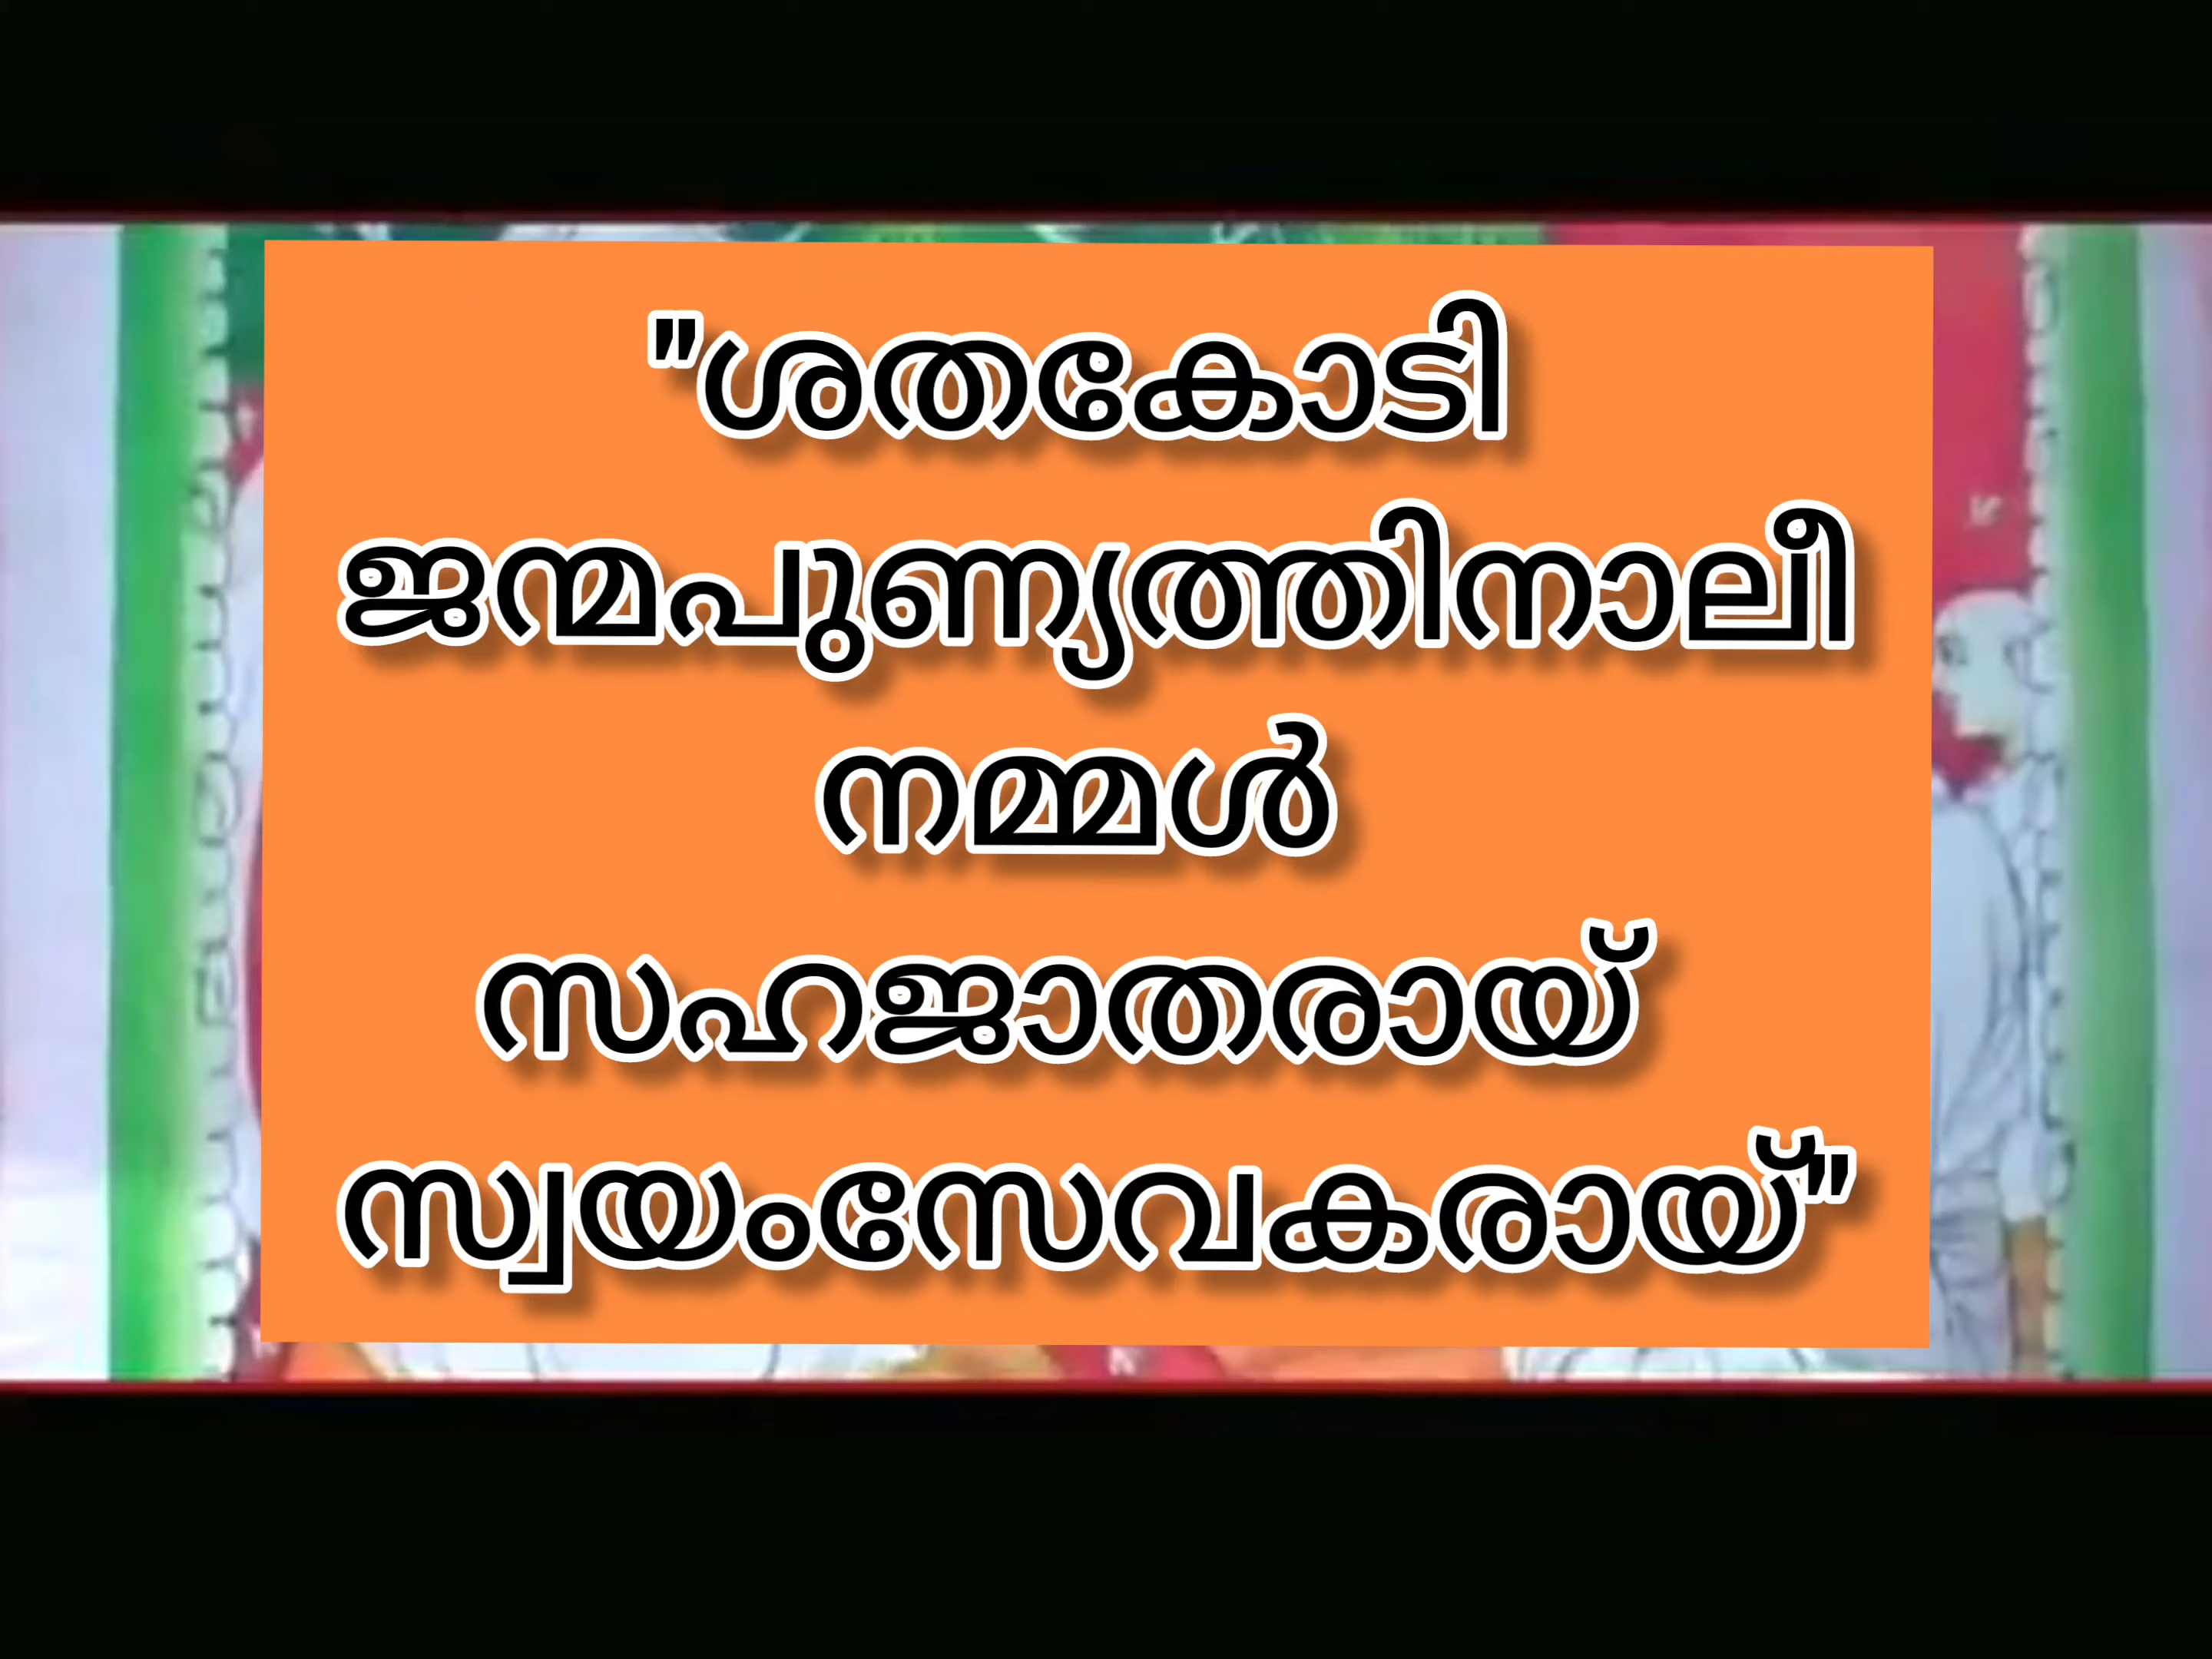 "ശതകോടി
ജന്മപുണ്യത്തിനാലീ
നമ്മൾ
സഹജാതരായ്
സ്വയംസേവകരായ്"